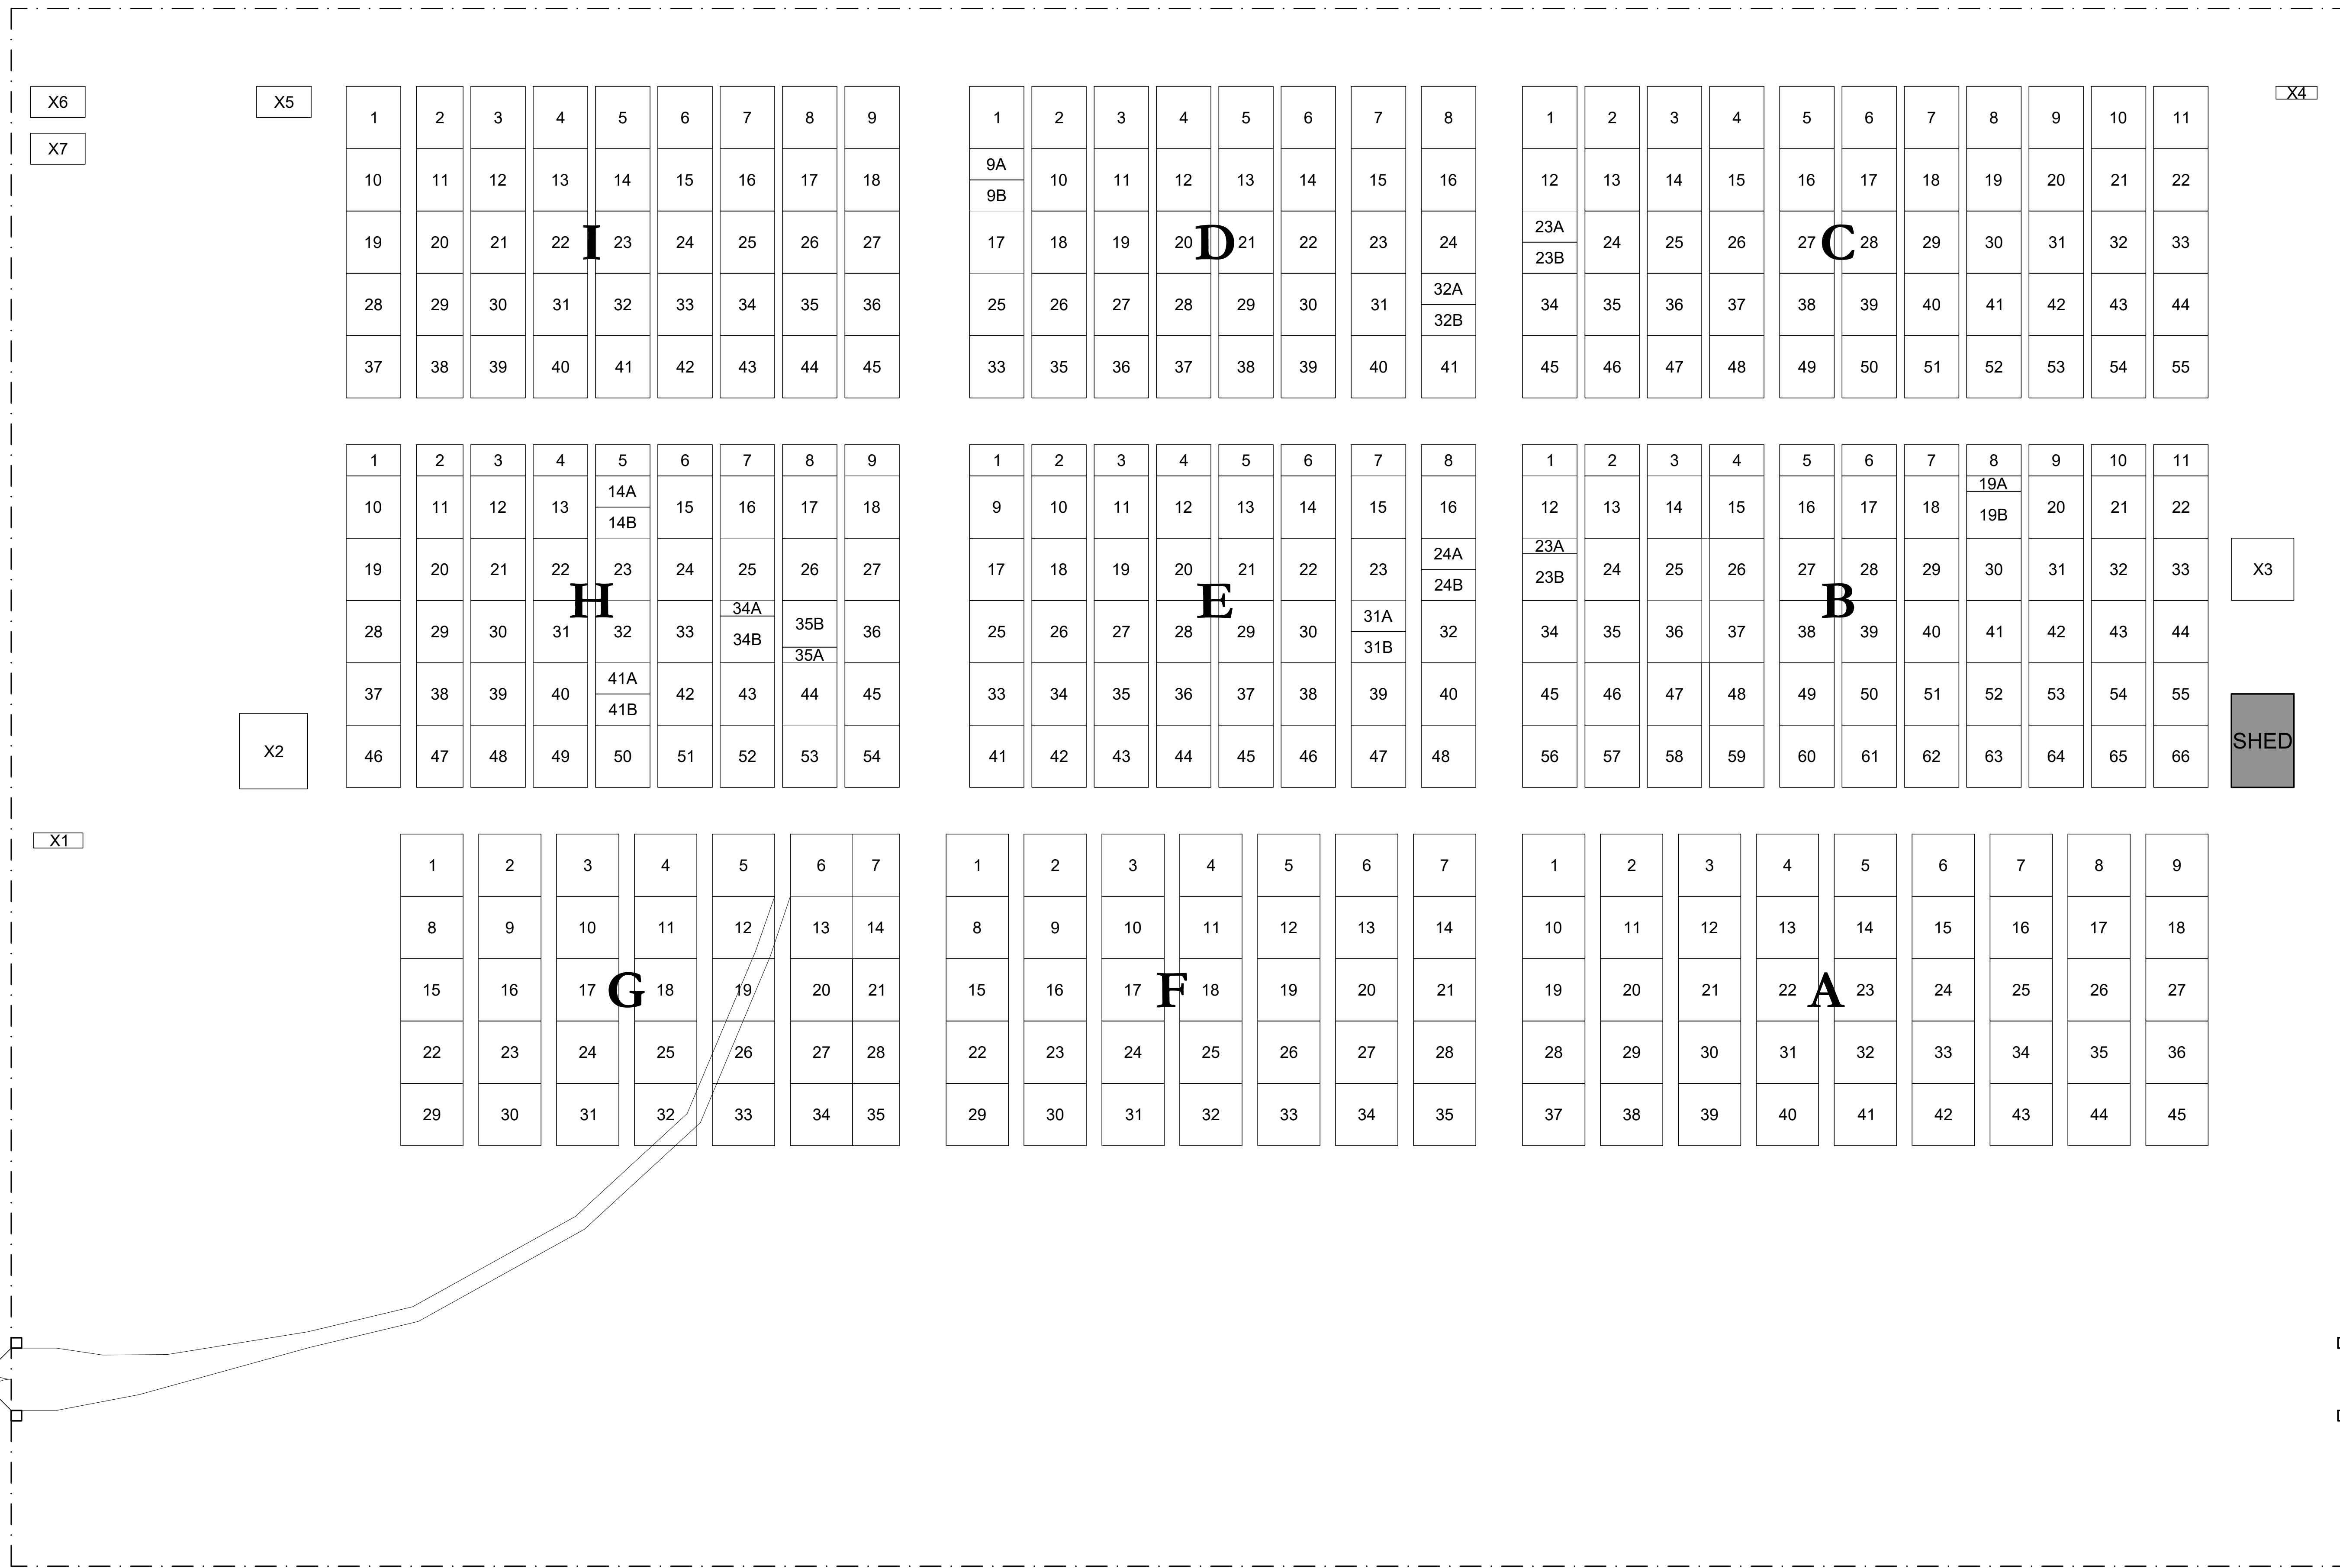 X6 X5 1 2 3 4 5 6 7 8 9 1 2 3 4 5 6 7 8 1 2 3 4 5 6 7 8 9 10 11 X4
X7
9A
10 11 12 13 14 15 16 17 18 10 11 12 13 14 15 16 12 13 14 15 16 17 18 19 20 21 22
9B
23A
19 20 21 22 I 23 24 25 26 27 17 18 19 20 D 21 22 23 24 24 25 26 27 C 28 29 30 31 32 33
23B
32A
28 29 30 31 32 33 34 35 36 25 26 27 28 29 30 31 34 35 36 37 38 39 40 41 42 43 44
32B
37 38 39 40 41 42 43 44 45 33 35 36 37 38 39 40 41 45 46 47 48 49 50 51 52 53 54 55
1 2 3 4 5 6 7 8 9 1 2 3 4 5 6 7 8 1 2 3 4 5 6 7 8 9 10 11
14A 19A
10 11 12 13 15 16 17 18 9 10 11 12 13 14 15 16 12 13 14 15 16 17 18 20 21 22
14B 19B
24A 23A
19 20 21 22 23 24 25 26 27 17 18 19 20 21 22 23 24 25 26 27 28 29 30 31 32 33 X3
24B 23B
H E B
34A 35B 31A
28 29 30 31 32 33 36 25 26 27 28 29 30 32 34 35 36 37 38 39 40 41 42 43 44
34B 35A 31B
41A
37 38 39 40 42 43 44 45 33 34 35 36 37 38 39 40 45 46 47 48 49 50 51 52 53 54 55
41B
SHED
X2 46 47 48 49 50 51 52 53 54 41 42 43 44 45 46 47 48 56 57 58 59 60 61 62 63 64 65 66
X1
1 2 3 4 5 6 7 1 2 3 4 5 6 7 1 2 3 4 5 6 7 8 9
8 9 10 11 12 13 14 8 9 10 11 12 13 14 10 11 12 13 14 15 16 17 18
15 16 17 G 18 19 20 21 15 16 17 F 18 19 20 21 19 20 21 22 A 23 24 25 26 27
22 23 24 25 26 27 28 22 23 24 25 26 27 28 28 29 30 31 32 33 34 35 36
29 30 31 32 33 34 35 29 30 31 32 33 34 35 37 38 39 40 41 42 43 44 45